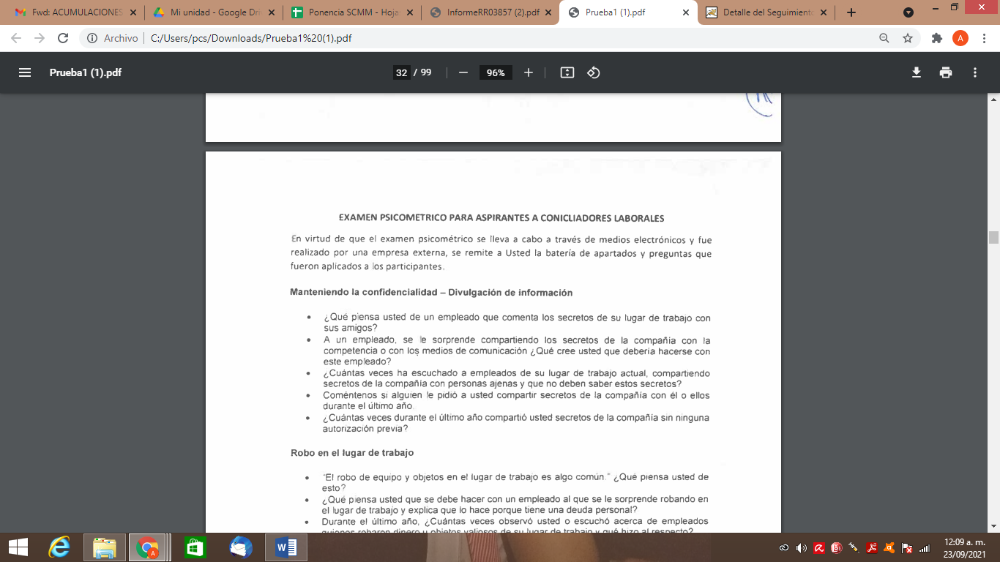 Fwd: ACUMULACIONES
Mi unidad - Google Dri
Ponencia SCMM - Hoja
InformeRR03857 (2).pdf
Prueba1 (1).pdf
Detalle del Seguimiento
Archivo
C:/Users/pcs/Downloads/Prueba1%20(1).pdf
A
Prueba1 (1).pdf
32 / 99
96%
EXAMEN PSICOMETRICO PARA ASPIRANTES A CONICLIADORES LABORALES
En virtud de que el examen psicométrico se lleva a cabo a través de medios electrónicos y fue
realizado por una empresa externa, se remite a Usted la batería de apartados y preguntas que
fueron aplicados a los participantes.
Manteniendo la confidencialidad – Divulgación de información
• ¿Qué piensa usted de un empleado que comenta los secretos de su lugar de trabajo con
sus amigos?
• A un empleado, se le sorprende compartiendo los secretos de la compañía con la
competencia o con los medios de comunicación ¿Qué cree usted que debería hacerse con
este empleado?
• ¿Cuántas veces ha escuchado a empleados de su lugar de trabajo actual, compartiendo
secretos de la compañía con personas ajenas y que no deben saber estos secretos?
• Coméntenos si alguien le pidió a usted compartir secretos de la compañía con él o ellos
durante el último año.
• ¿Cuántas veces durante el último año compartió usted secretos de la compañía sin ninguna
autorización previa?
Robo en el lugar de trabajo
• "El robo de equipo y objetos en el lugar de trabajo es algo común." ¿Qué piensa usted de
esto?
• ¿Qué piensa usted que se debe hacer con un empleado al que se le sorprende robando en
el lugar de trabajo y explica que lo hace porque tiene una deuda personal?
• Durante el último año, ¿Cuántas veces observó usted o escuchó acerca de empleados
quienes robaron dinero u objetos valiosos de su lugar de trabajo y qué hizo al respecto?
12:09 a. m.
23/09/2021